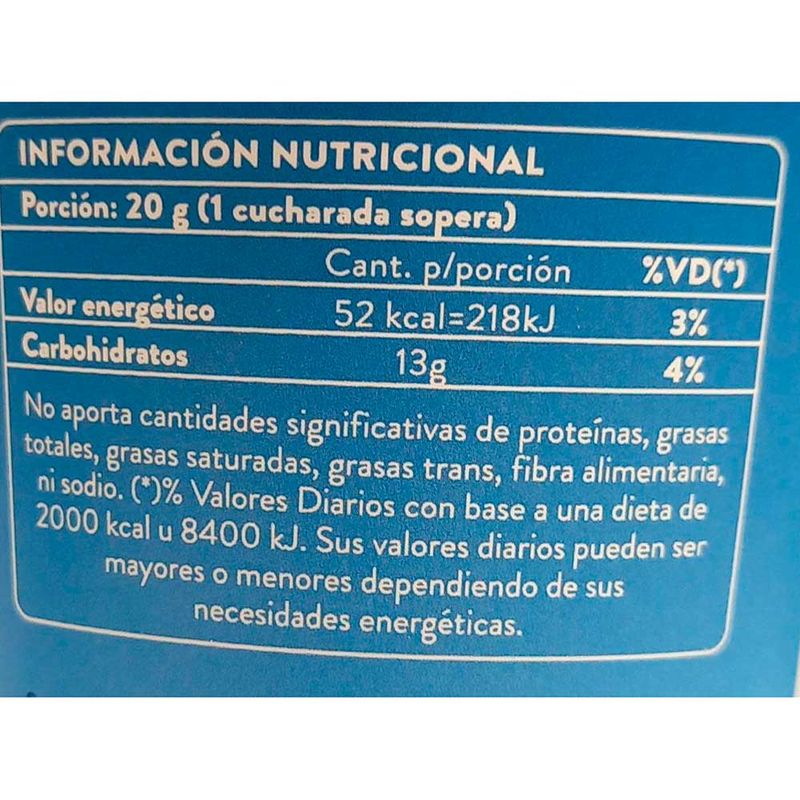 INFORMACIÓN NUTRICIONAL
Porción: 20 g (1 cucharada sopera)
Cant. p/porción %VD(*)
Valor energético 52 kcal=218kJ 3%
Carbohidratos 13g 4%
No aporta cantidades significativas de proteínas, grasas
totales, grasas saturadas, grasas trans, fibra alimentaria,
ni sodio. (*)% Valores Diarios con base a una dieta de
2000 kcal u 8400 kJ. Sus valores diarios pueden ser
mayores o menores dependiendo de sus
necesidades energéticas.